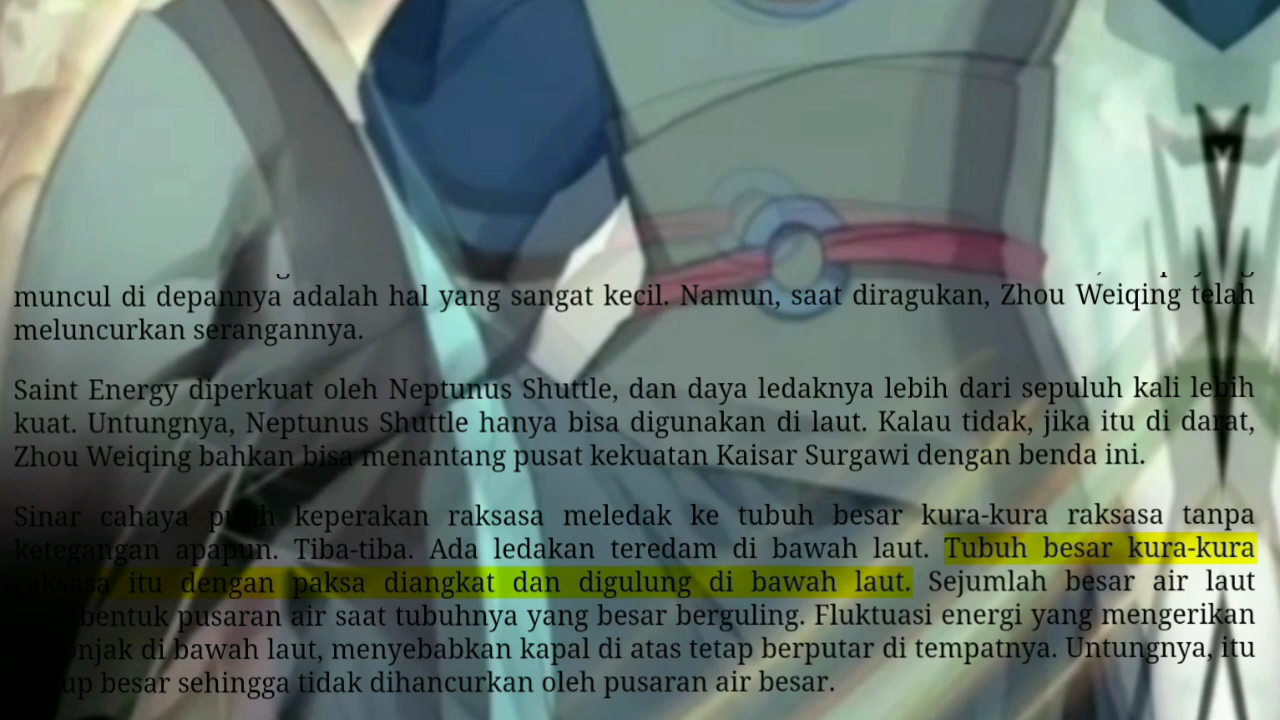 muncul di depannya adalah hal yang sangat kecil. Namun, saat diragukan, Zhou Weiqing telah
meluncurkan serangannya.
Saint Energy diperkuat oleh Neptunus Shuttle, dan daya ledaknya lebih dari sepuluh kali lebih
kuat. Untungnya, Neptunus Shuttle hanya bisa digunakan di laut. Kalau tidak, jika itu di darat,
Zhou Weiqing bahkan bisa menantang pusat kekuatan Kaisar Surgawi dengan benda ini.
Sinar cahaya putih keperakan raksasa meledak ke tubuh besar kura-kura raksasa tanpa
ketegangan apapun. Tiba-tiba. Ada ledakan teredam di bawah laut. Tubuh besar kura-kura
raksasa itu dengan paksa diangkat dan digulung di bawah laut. Sejumlah besar air laut
pusaran air saat tubuhnya yang besar berguling. Fluktuasi energi yang mengerikan
di bawah laut, menyebabkan kapal di atas tetap berputar di tempatnya. Untungnya, itu
besar sehingga tidak dihancurkan oleh pusaran air besar.